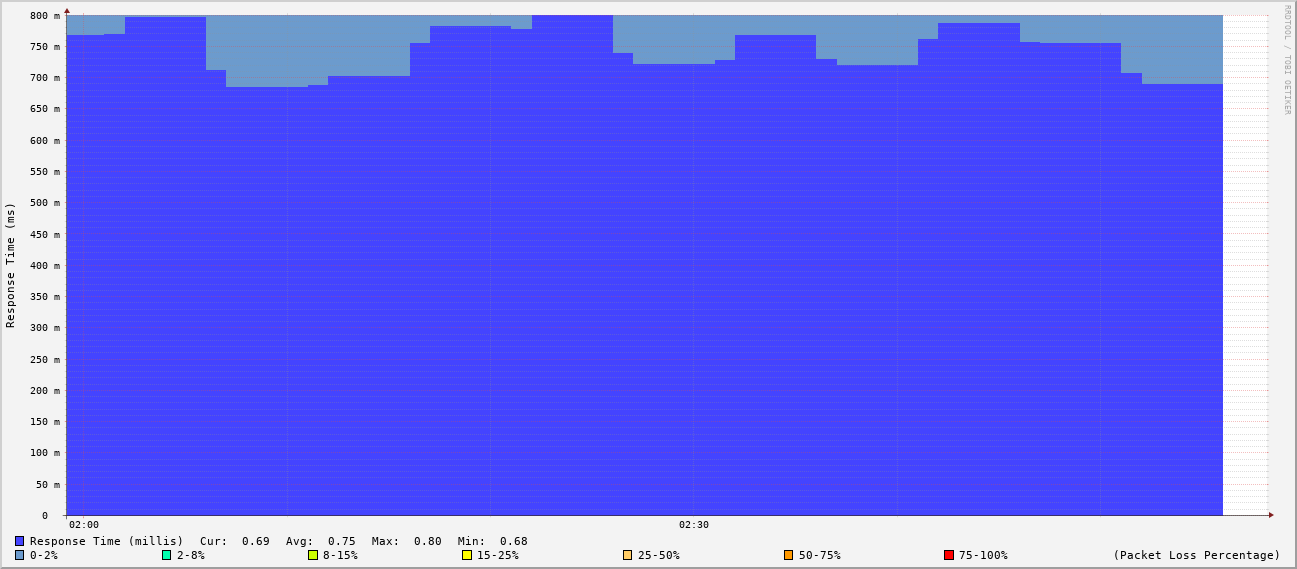 800 m
750 m
700 m
650 m
600 m
550 m
500 m
450 m
400 m
350 m
300 m
250 m
200 m
150 m
100 m
50 m
0
Response Time (ms)
RRDTOOL / TOBI OETIKER
02:00 02:30
Response Time (millis) Cur: 0.69 Avg: 0.75 Max: 0.80 Min: 0.68
0-2% 2-8% 8-15% 15-25% 25-50% 50-75% 75-100% (Packet Loss Percentage)